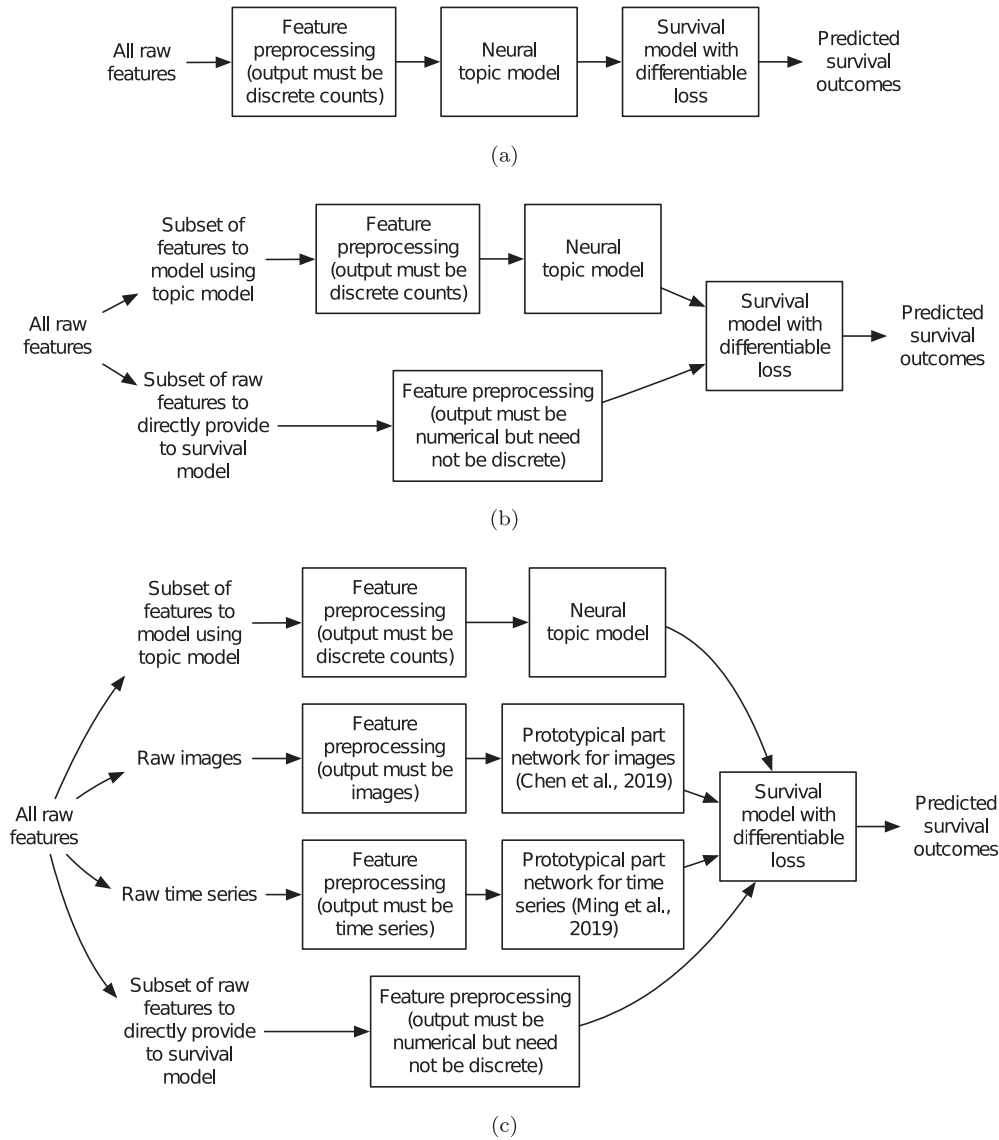 All raw
features
Feature
preprocessing
(output must be
discrete counts)
Neural
topic model
Survival
model with
differentiable
loss
Predicted
survival
outcomes
(a)
All raw
features
Subset of
features to
model using
topic model
Feature
preprocessing
(output must be
discrete counts)
Neural
topic model
Subset of raw
features to
directly provide
to survival
model
Feature preprocessing
(output must be
numerical but need
not be discrete)
Survival
model with
differentiable
loss
Predicted
survival
outcomes
(b)
All raw
features
Subset of
features to
model using
topic model
Feature
preprocessing
(output must be
discrete counts)
Neural
topic model
Raw images
Feature
preprocessing
(output must be
images)
Prototypical part
network for images
(Chen et al., 2019)
Raw time series
Feature
preprocessing
(output must be
time series)
Prototypical part
network for time
series (Ming et al.,
2019)
Subset of raw
features to
directly provide
to survival
model
Feature preprocessing
(output must be
numerical but need
not be discrete)
Survival
model with
differentiable
loss
Predicted
survival
outcomes
(c)